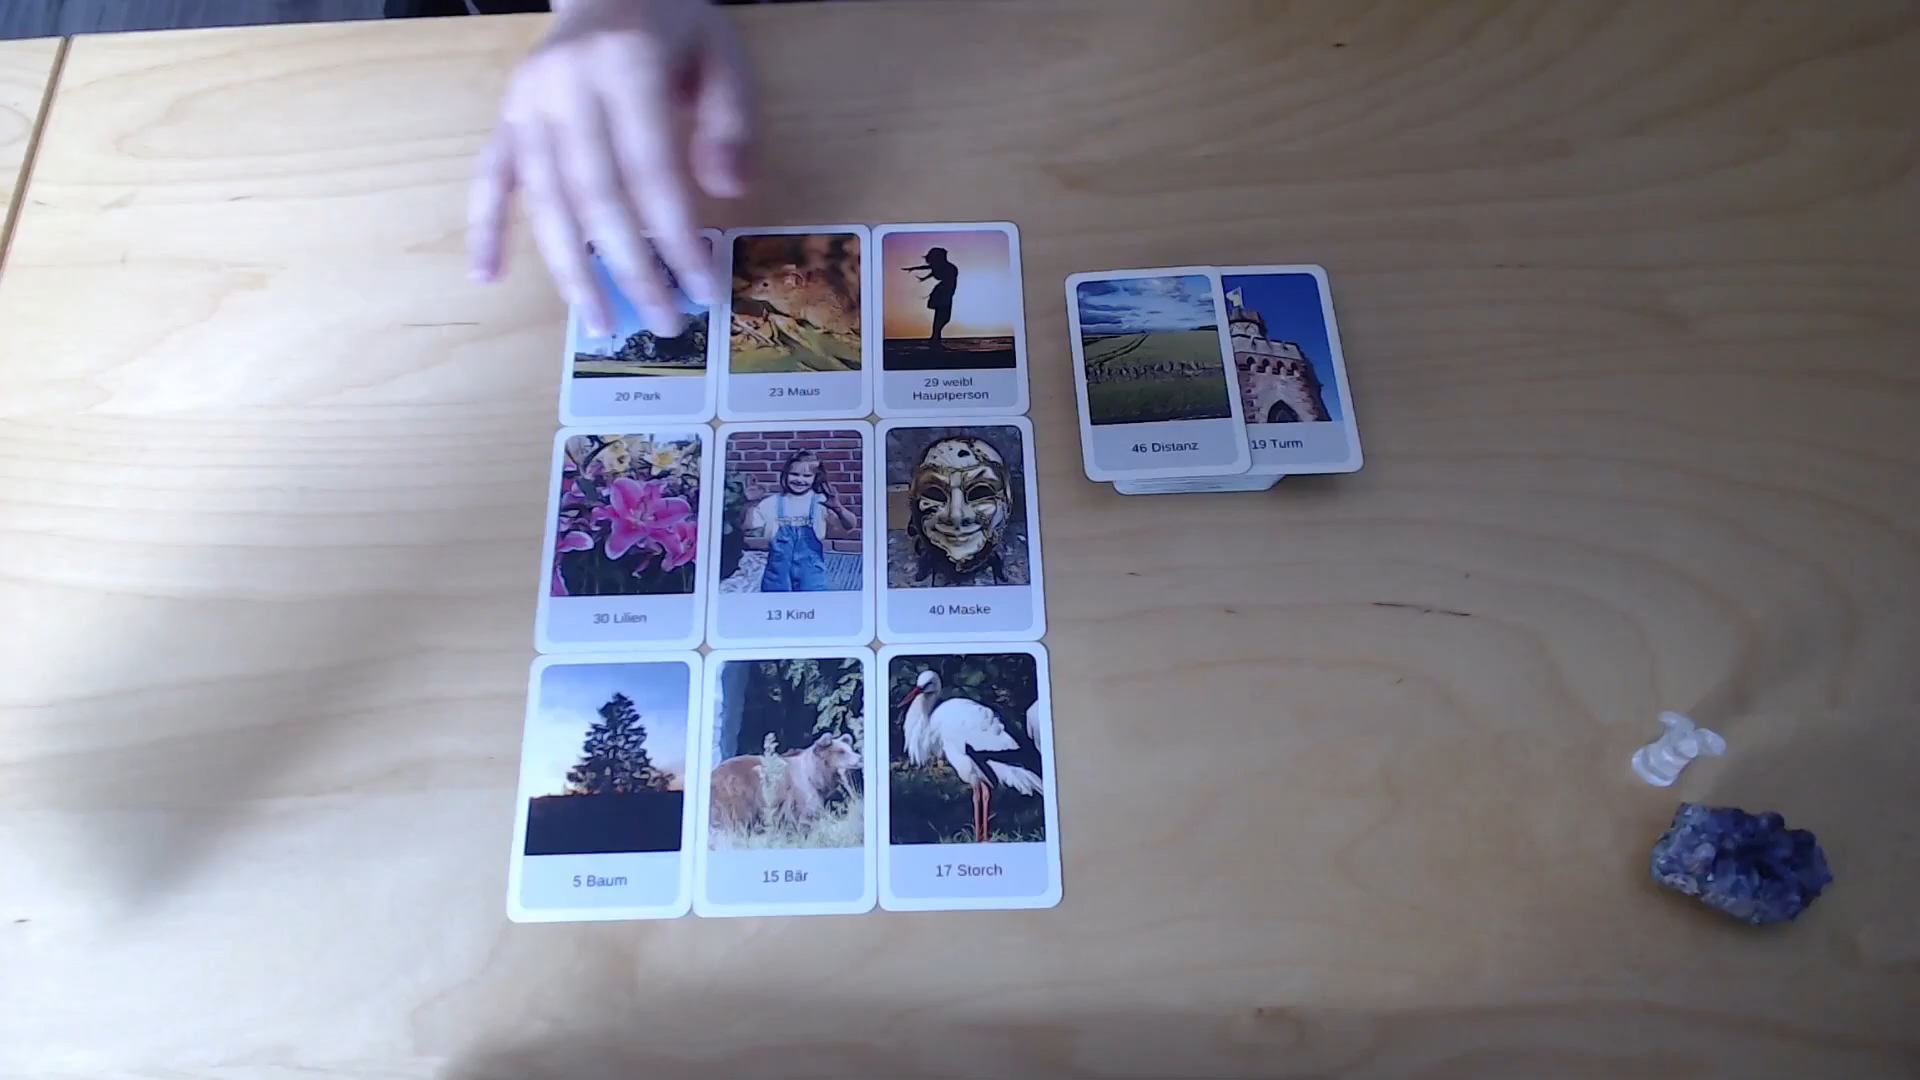 20 Park
23 Maus
29 weibl
Hauptperson
46 Distanz
19 Turm
30 Lilien
13 Kind
40 Maske
5 Baum
15 Bär
17 Storch